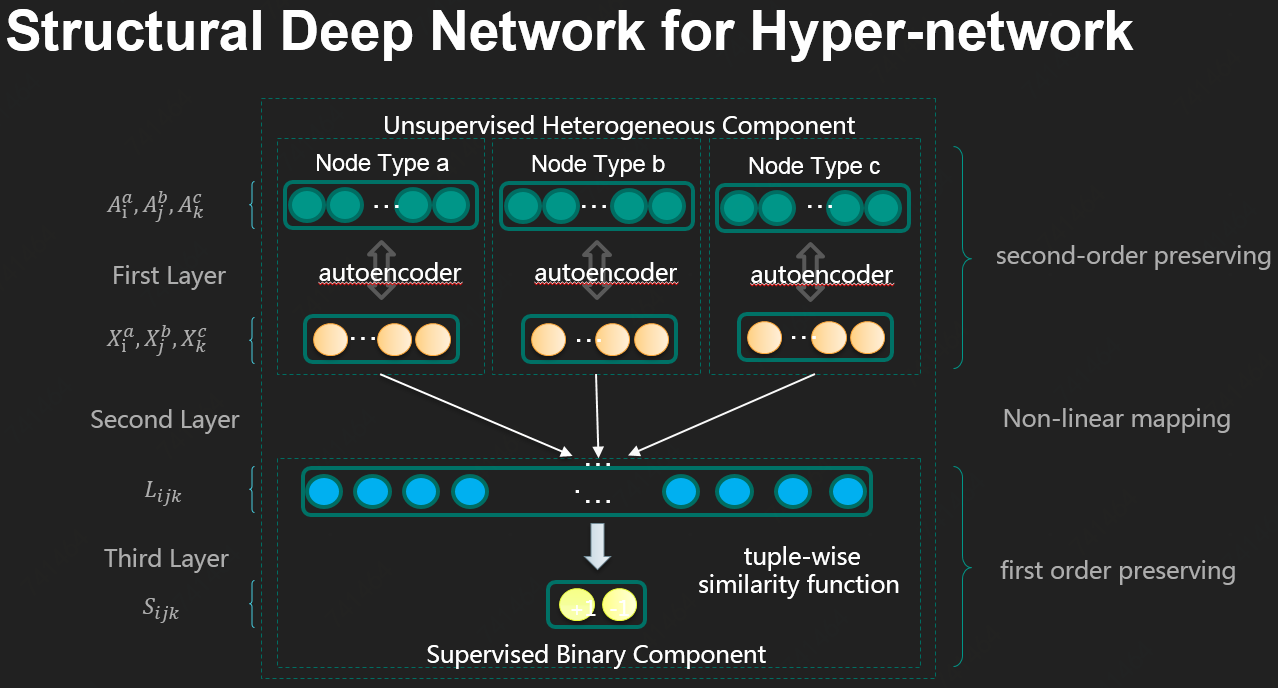 Structural Deep Network for Hyper-network
Unsupervised Heterogeneous Component
Node Type a
Node Type b
Node Type c
A_i^a, A_j^b, A_k^c
...
...
...
First Layer
autoencoder
autoencoder
autoencoder
second-order preserving
X_i^a, X_j^b, X_k^c
...
...
...
Second Layer
Non-linear mapping
L_{ijk}
...
Third Layer
tuple-wise
similarity function
first order preserving
S_{ijk}
+1 -1
Supervised Binary Component